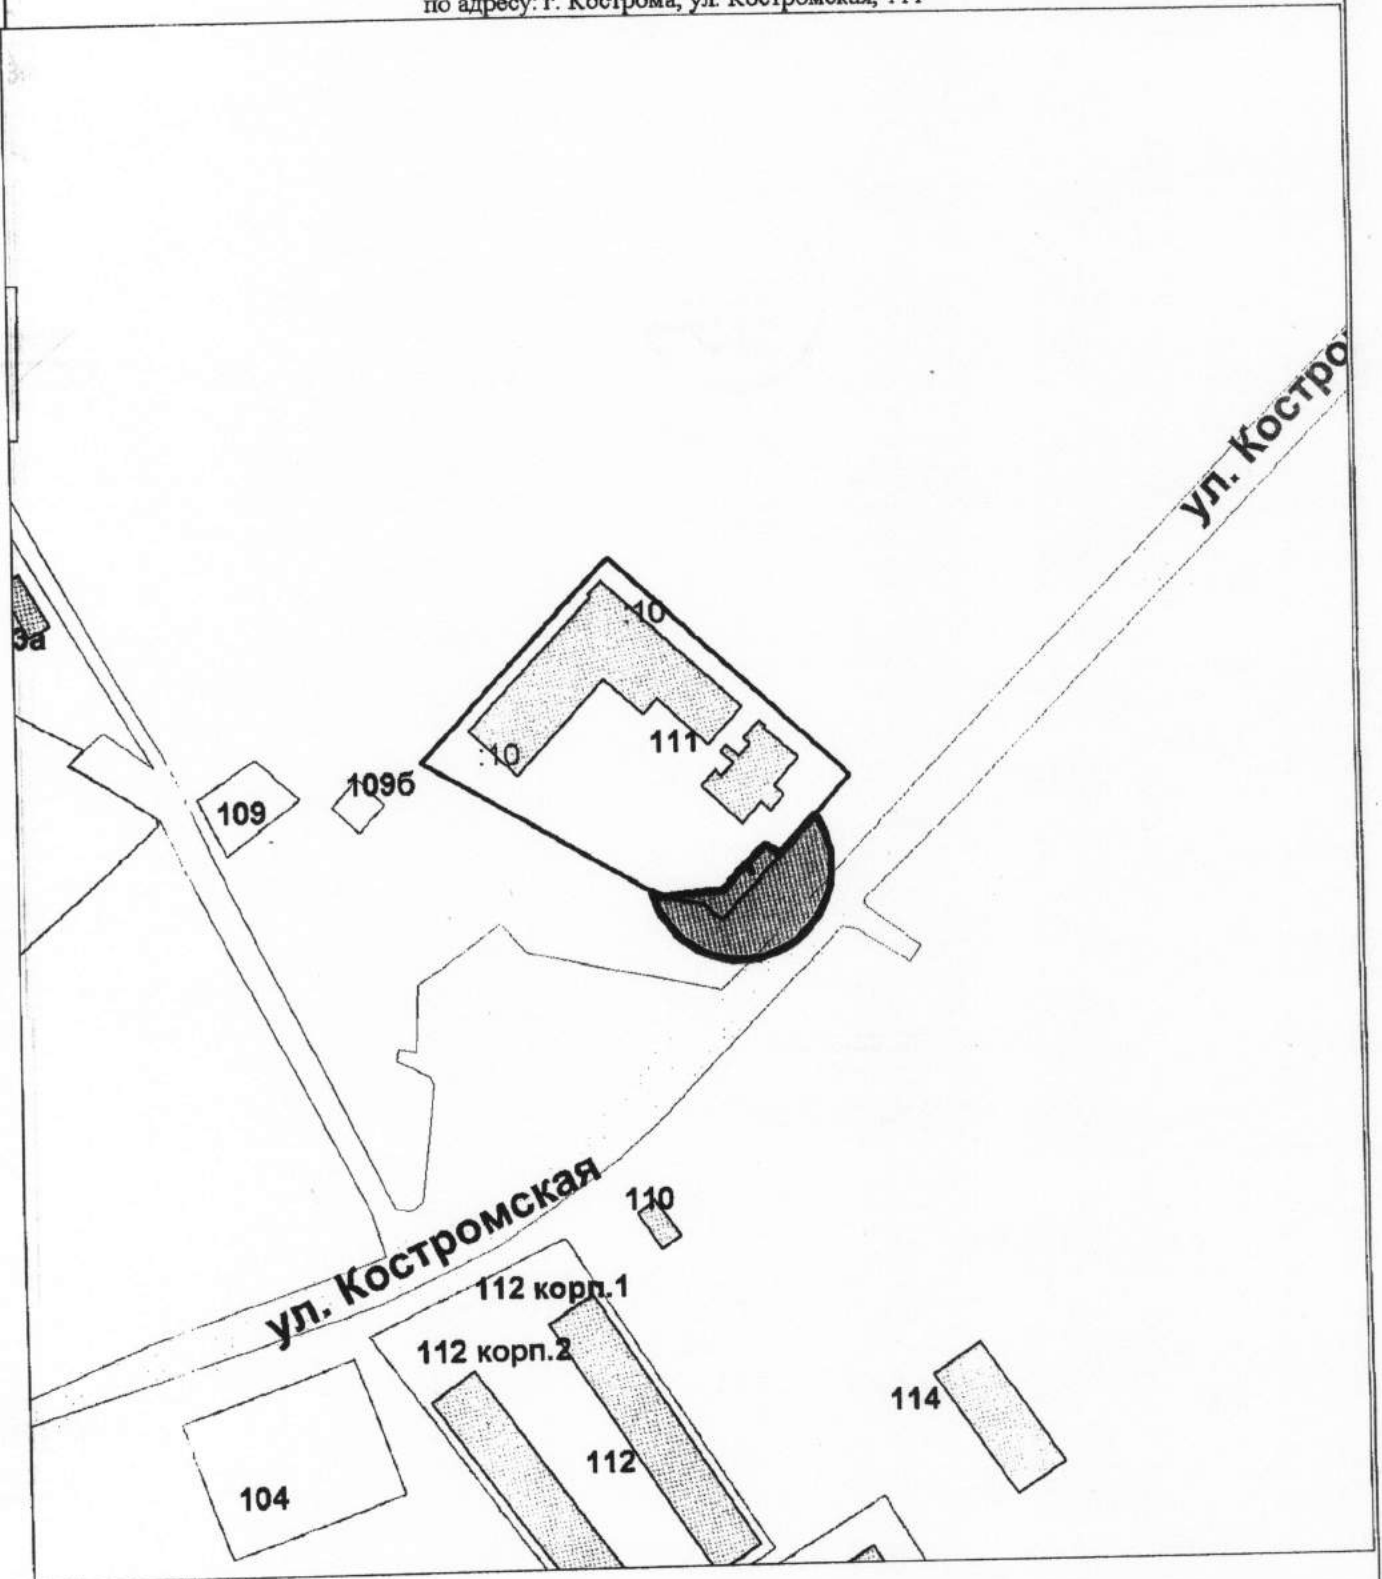 по адресу: г. Кострома, ул. Костромская, 111
ул. Костро
:10
3а
111
:10
109б
109
ул. Костромская
110
112 корп.1
112 корп.2
114
112
104